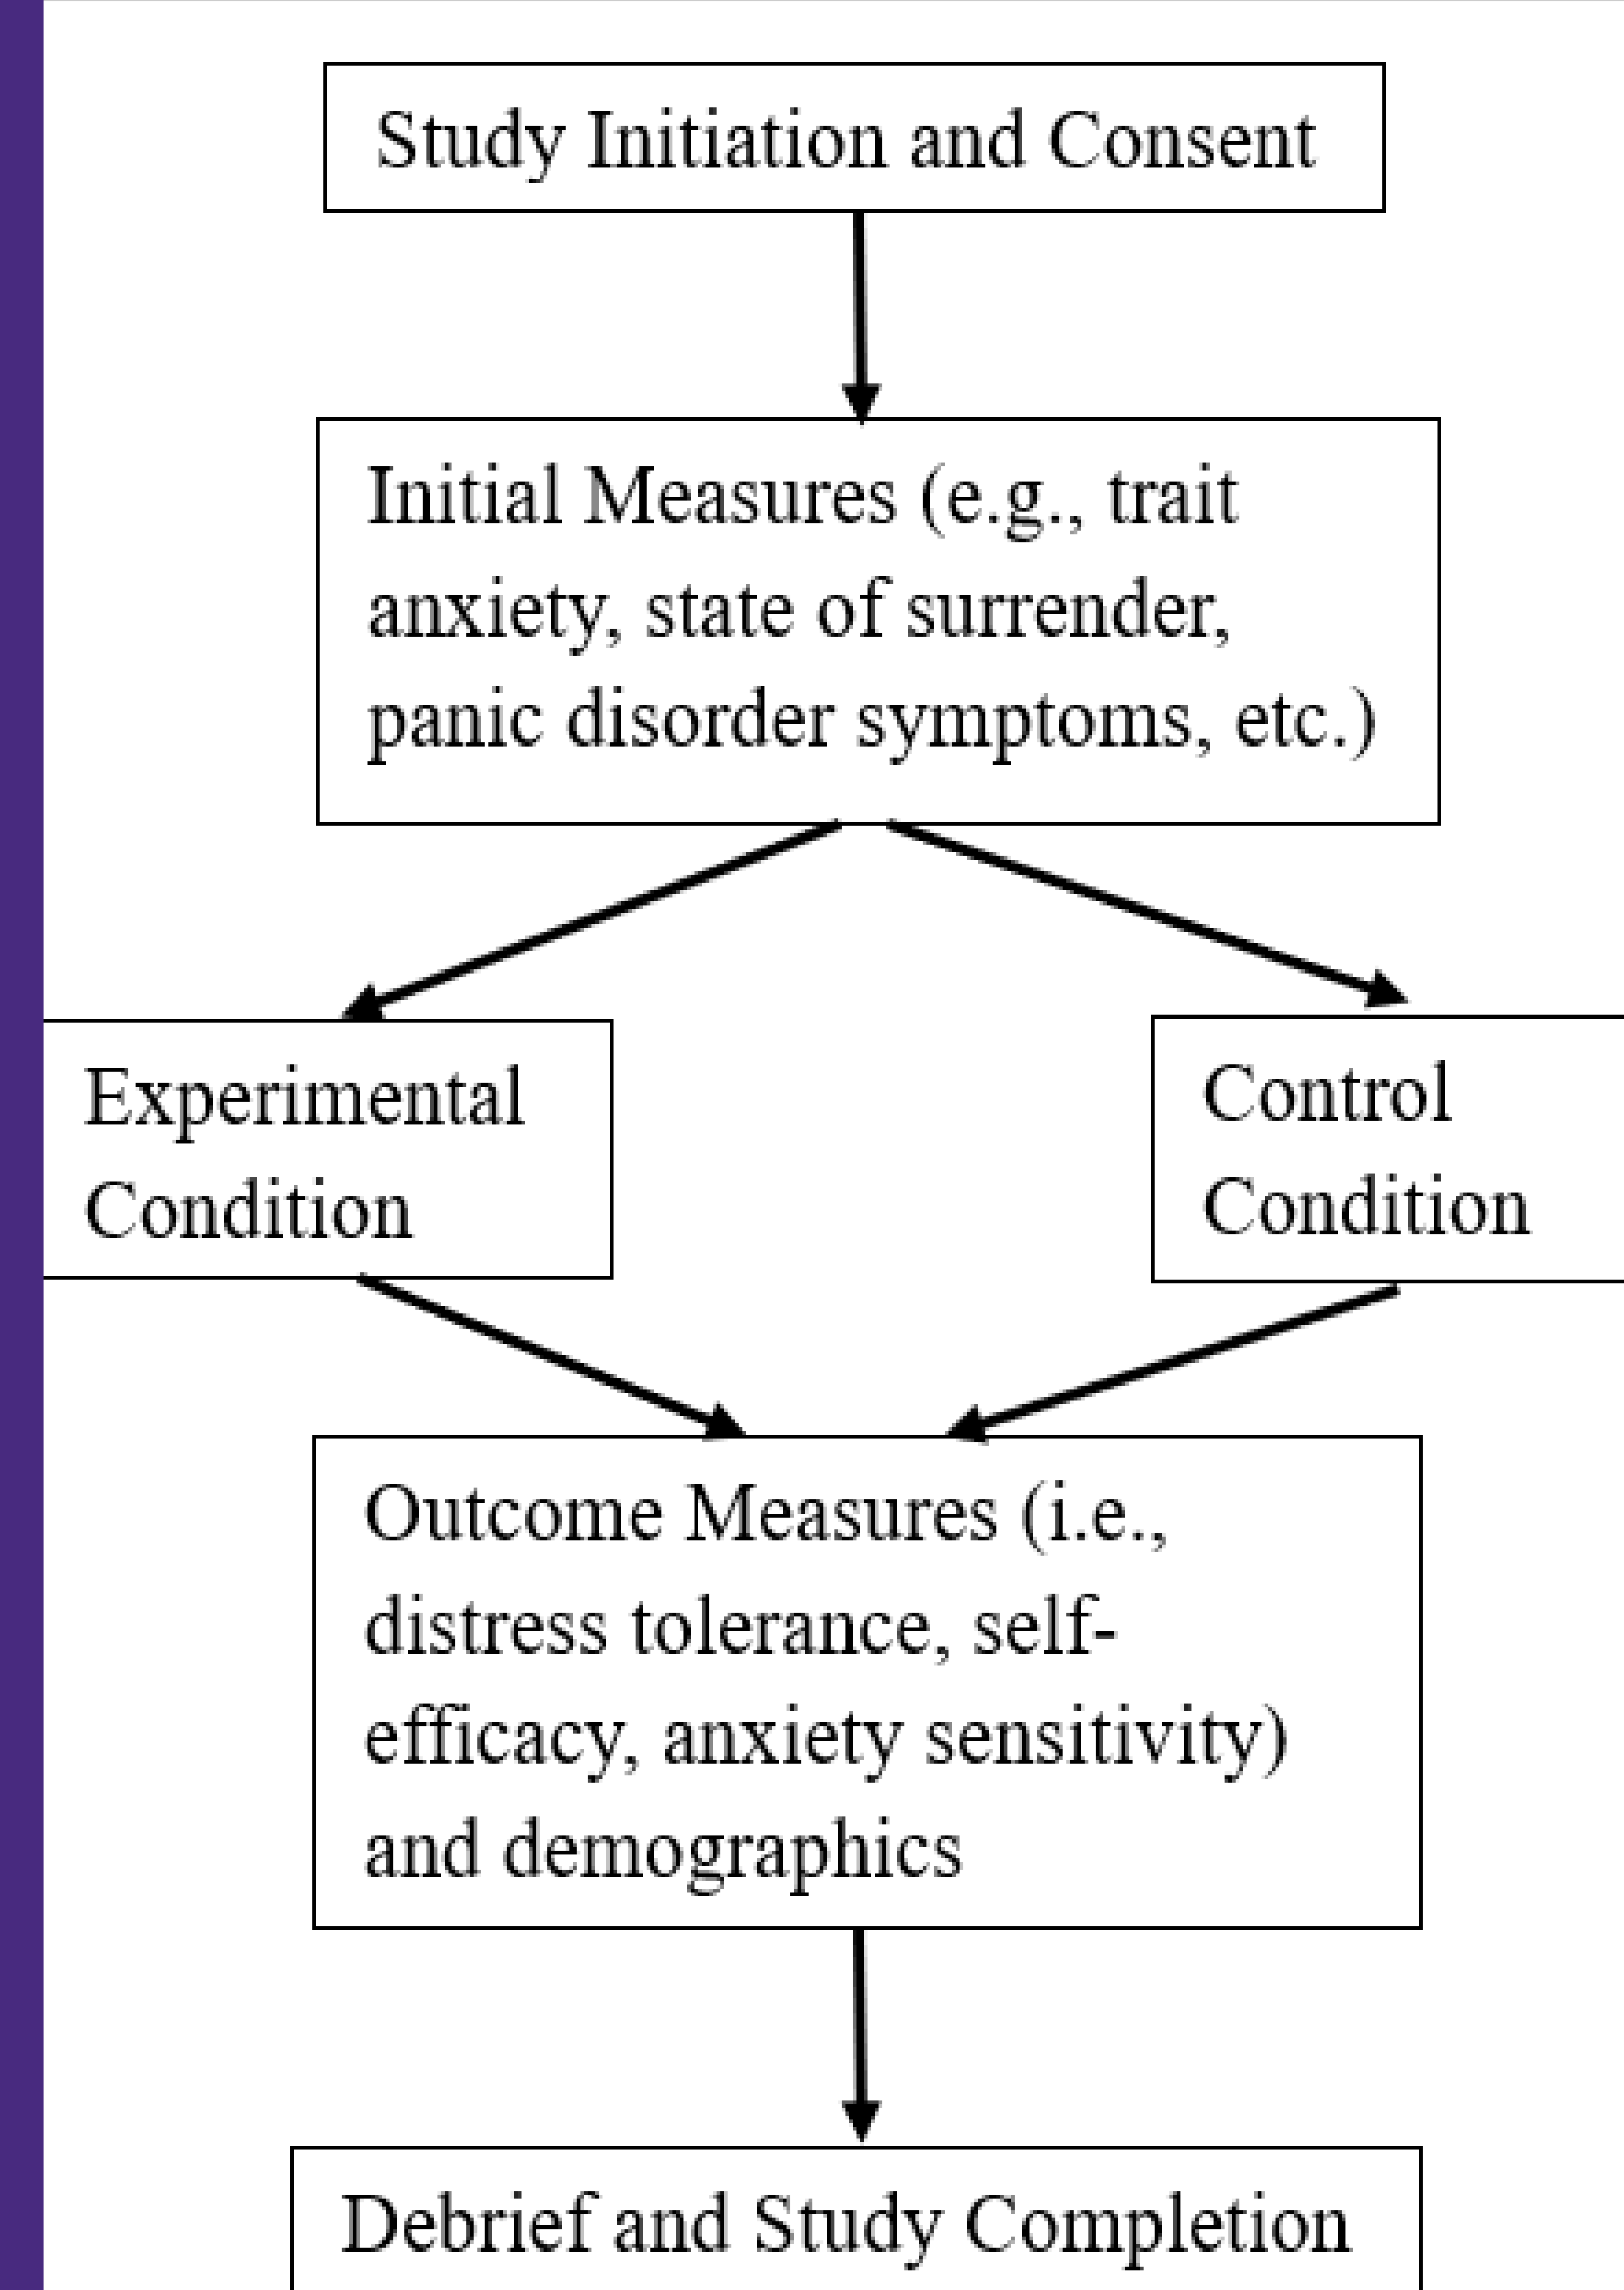 Study Initiation and Consent
Initial Measures (e.g., trait
anxiety, state of surrender,
panic disorder symptoms, etc.)
Experimental
Condition
Control
Condition
Outcome Measures (i.e.,
distress tolerance, self-
efficacy, anxiety sensitivity)
and demographics
Debrief and Study Completion